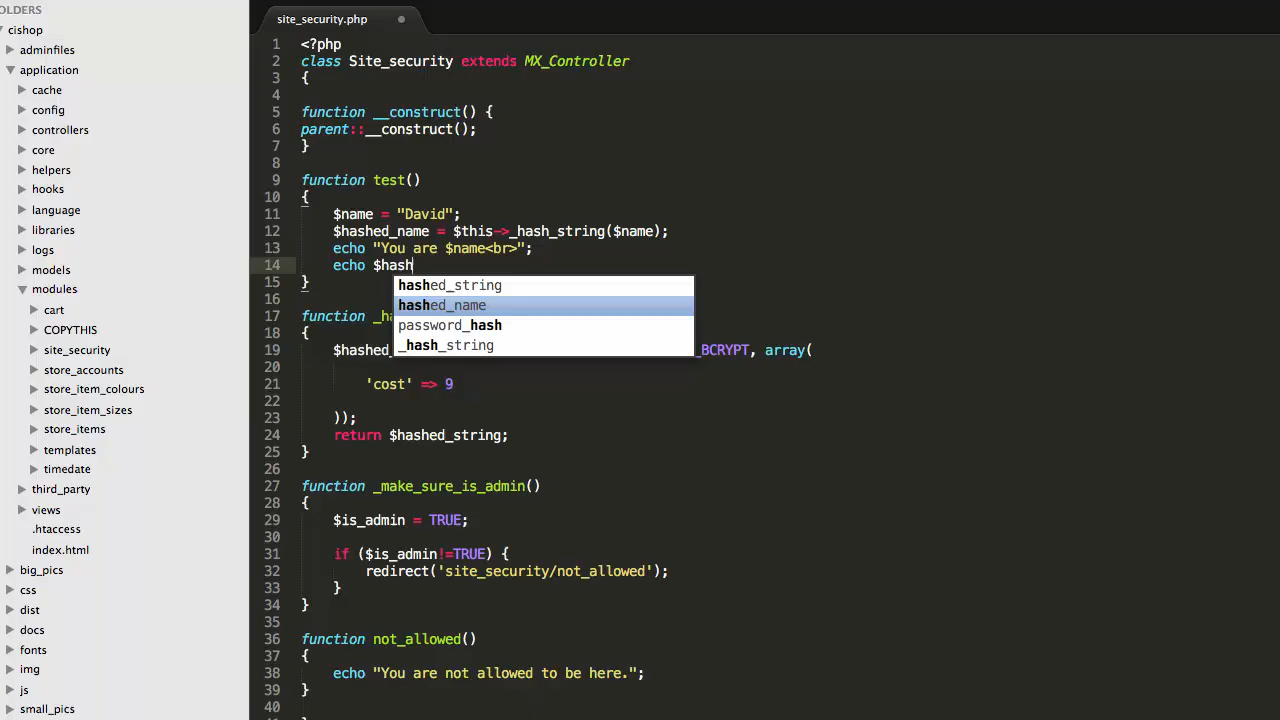 OLDERS
cishop
adminfiles
application
cache
config
controllers
core
helpers
hooks
language
libraries
logs
models
modules
cart
COPYTHIS
site_security
store_accounts
store_item_colours
store_item_sizes
store_items
templates
timedate
third_party
views
.htaccess
index.html
big_pics
css
dist
docs
fonts
img
js
small_pics
site_security.php
1 <?php
2 class Site_security extends MX_Controller
3 {
4
5 function __construct() {
6 parent::__construct();
7 }
8
9 function test()
10 {
11 $name = "David";
12 $hashed_name = $this->_hash_string($name);
13 echo "You are $name<br>";
14 echo $hash
15 }
hashed_string
hashed_name
password_hash
_hash_string
16
17 function _ha
18 {
19 $hashed_ _BCRYPT, array(
20
21 'cost' => 9
22
23 ));
24 return $hashed_string;
25 }
26
27 function _make_sure_is_admin()
28 {
29 $is_admin = TRUE;
30
31 if ($is_admin!=TRUE) {
32 redirect('site_security/not_allowed');
33 }
34 }
35
36 function not_allowed()
37 {
38 echo "You are not allowed to be here.";
39 }
40